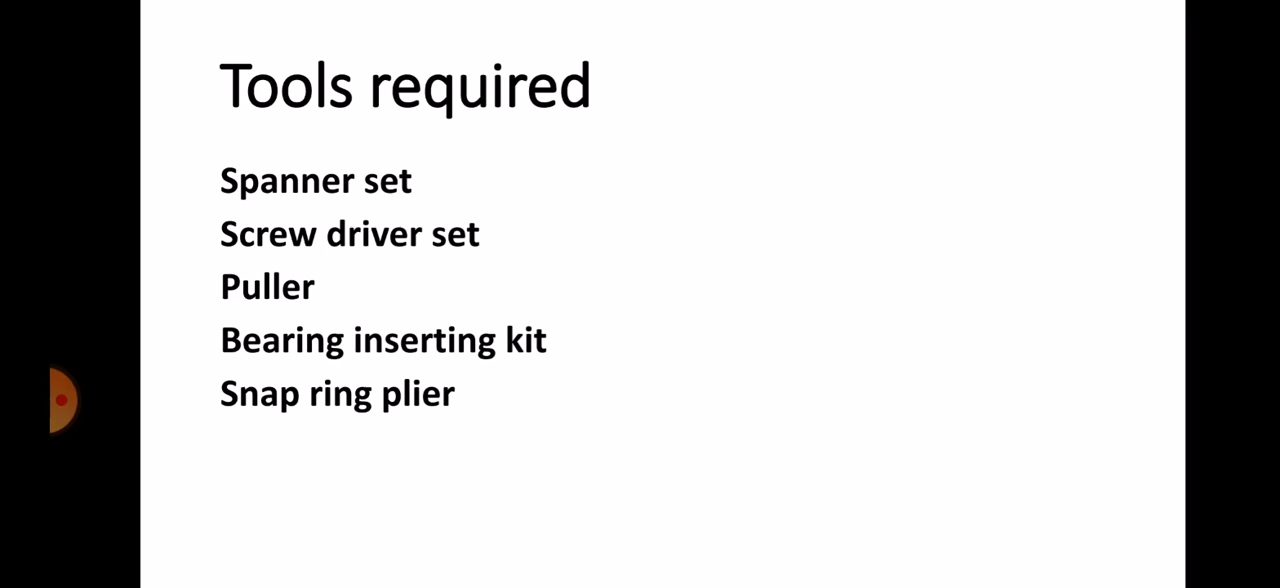 Tools required
Spanner set
Screw driver set
Puller
Bearing inserting kit
Snap ring plier